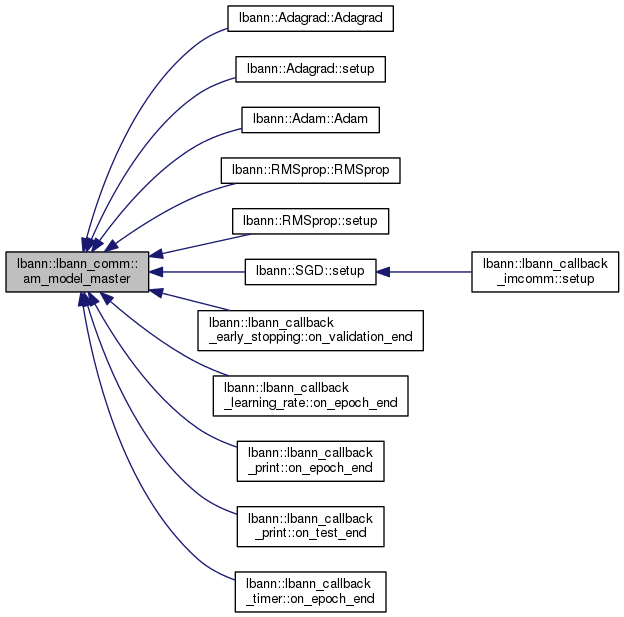 lbann::Adagrad::Adagrad
lbann::Adagrad::setup
lbann::Adam::Adam
lbann::RMSprop::RMSprop
lbann::RMSprop::setup
lbann::lbann_comm::
am_model_master
lbann::SGD::setup
lbann::lbann_callback
_imcomm::setup
lbann::lbann_callback
_early_stopping::on_validation_end
lbann::lbann_callback
_learning_rate::on_epoch_end
lbann::lbann_callback
_print::on_epoch_end
lbann::lbann_callback
_print::on_test_end
lbann::lbann_callback
_timer::on_epoch_end